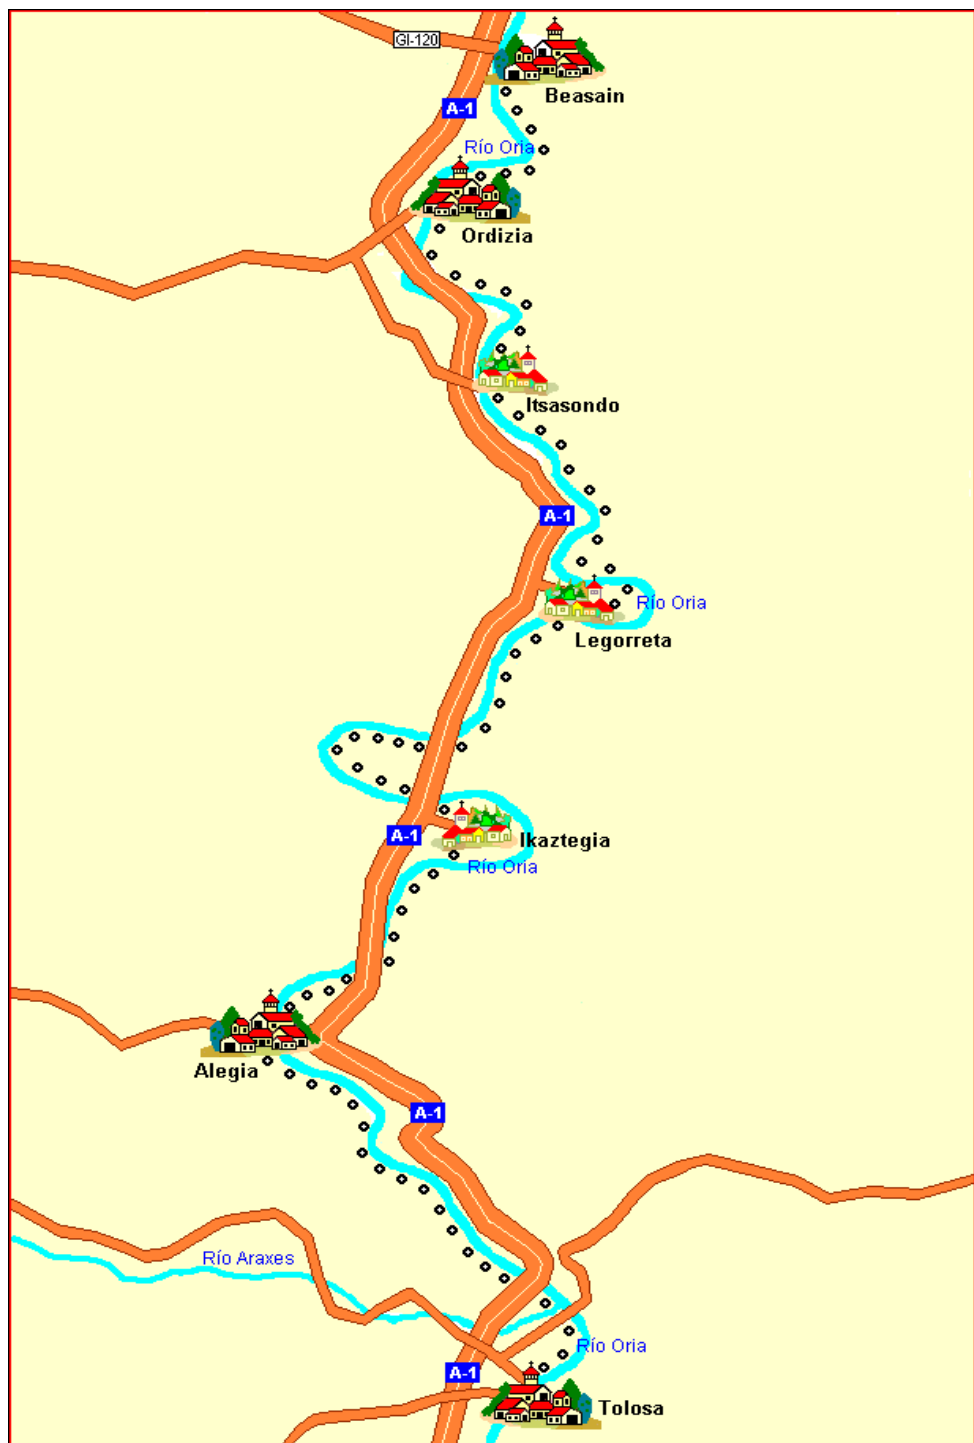 GI-120
Beasain
A-1
Río Oria
Ordizia
Itsasondo
A-1
Río Oria
Legorreta
A-1
Ikaztegia
Río Oria
Alegia
A-1
Río Araxes
Río Oria
A-1
Tolosa